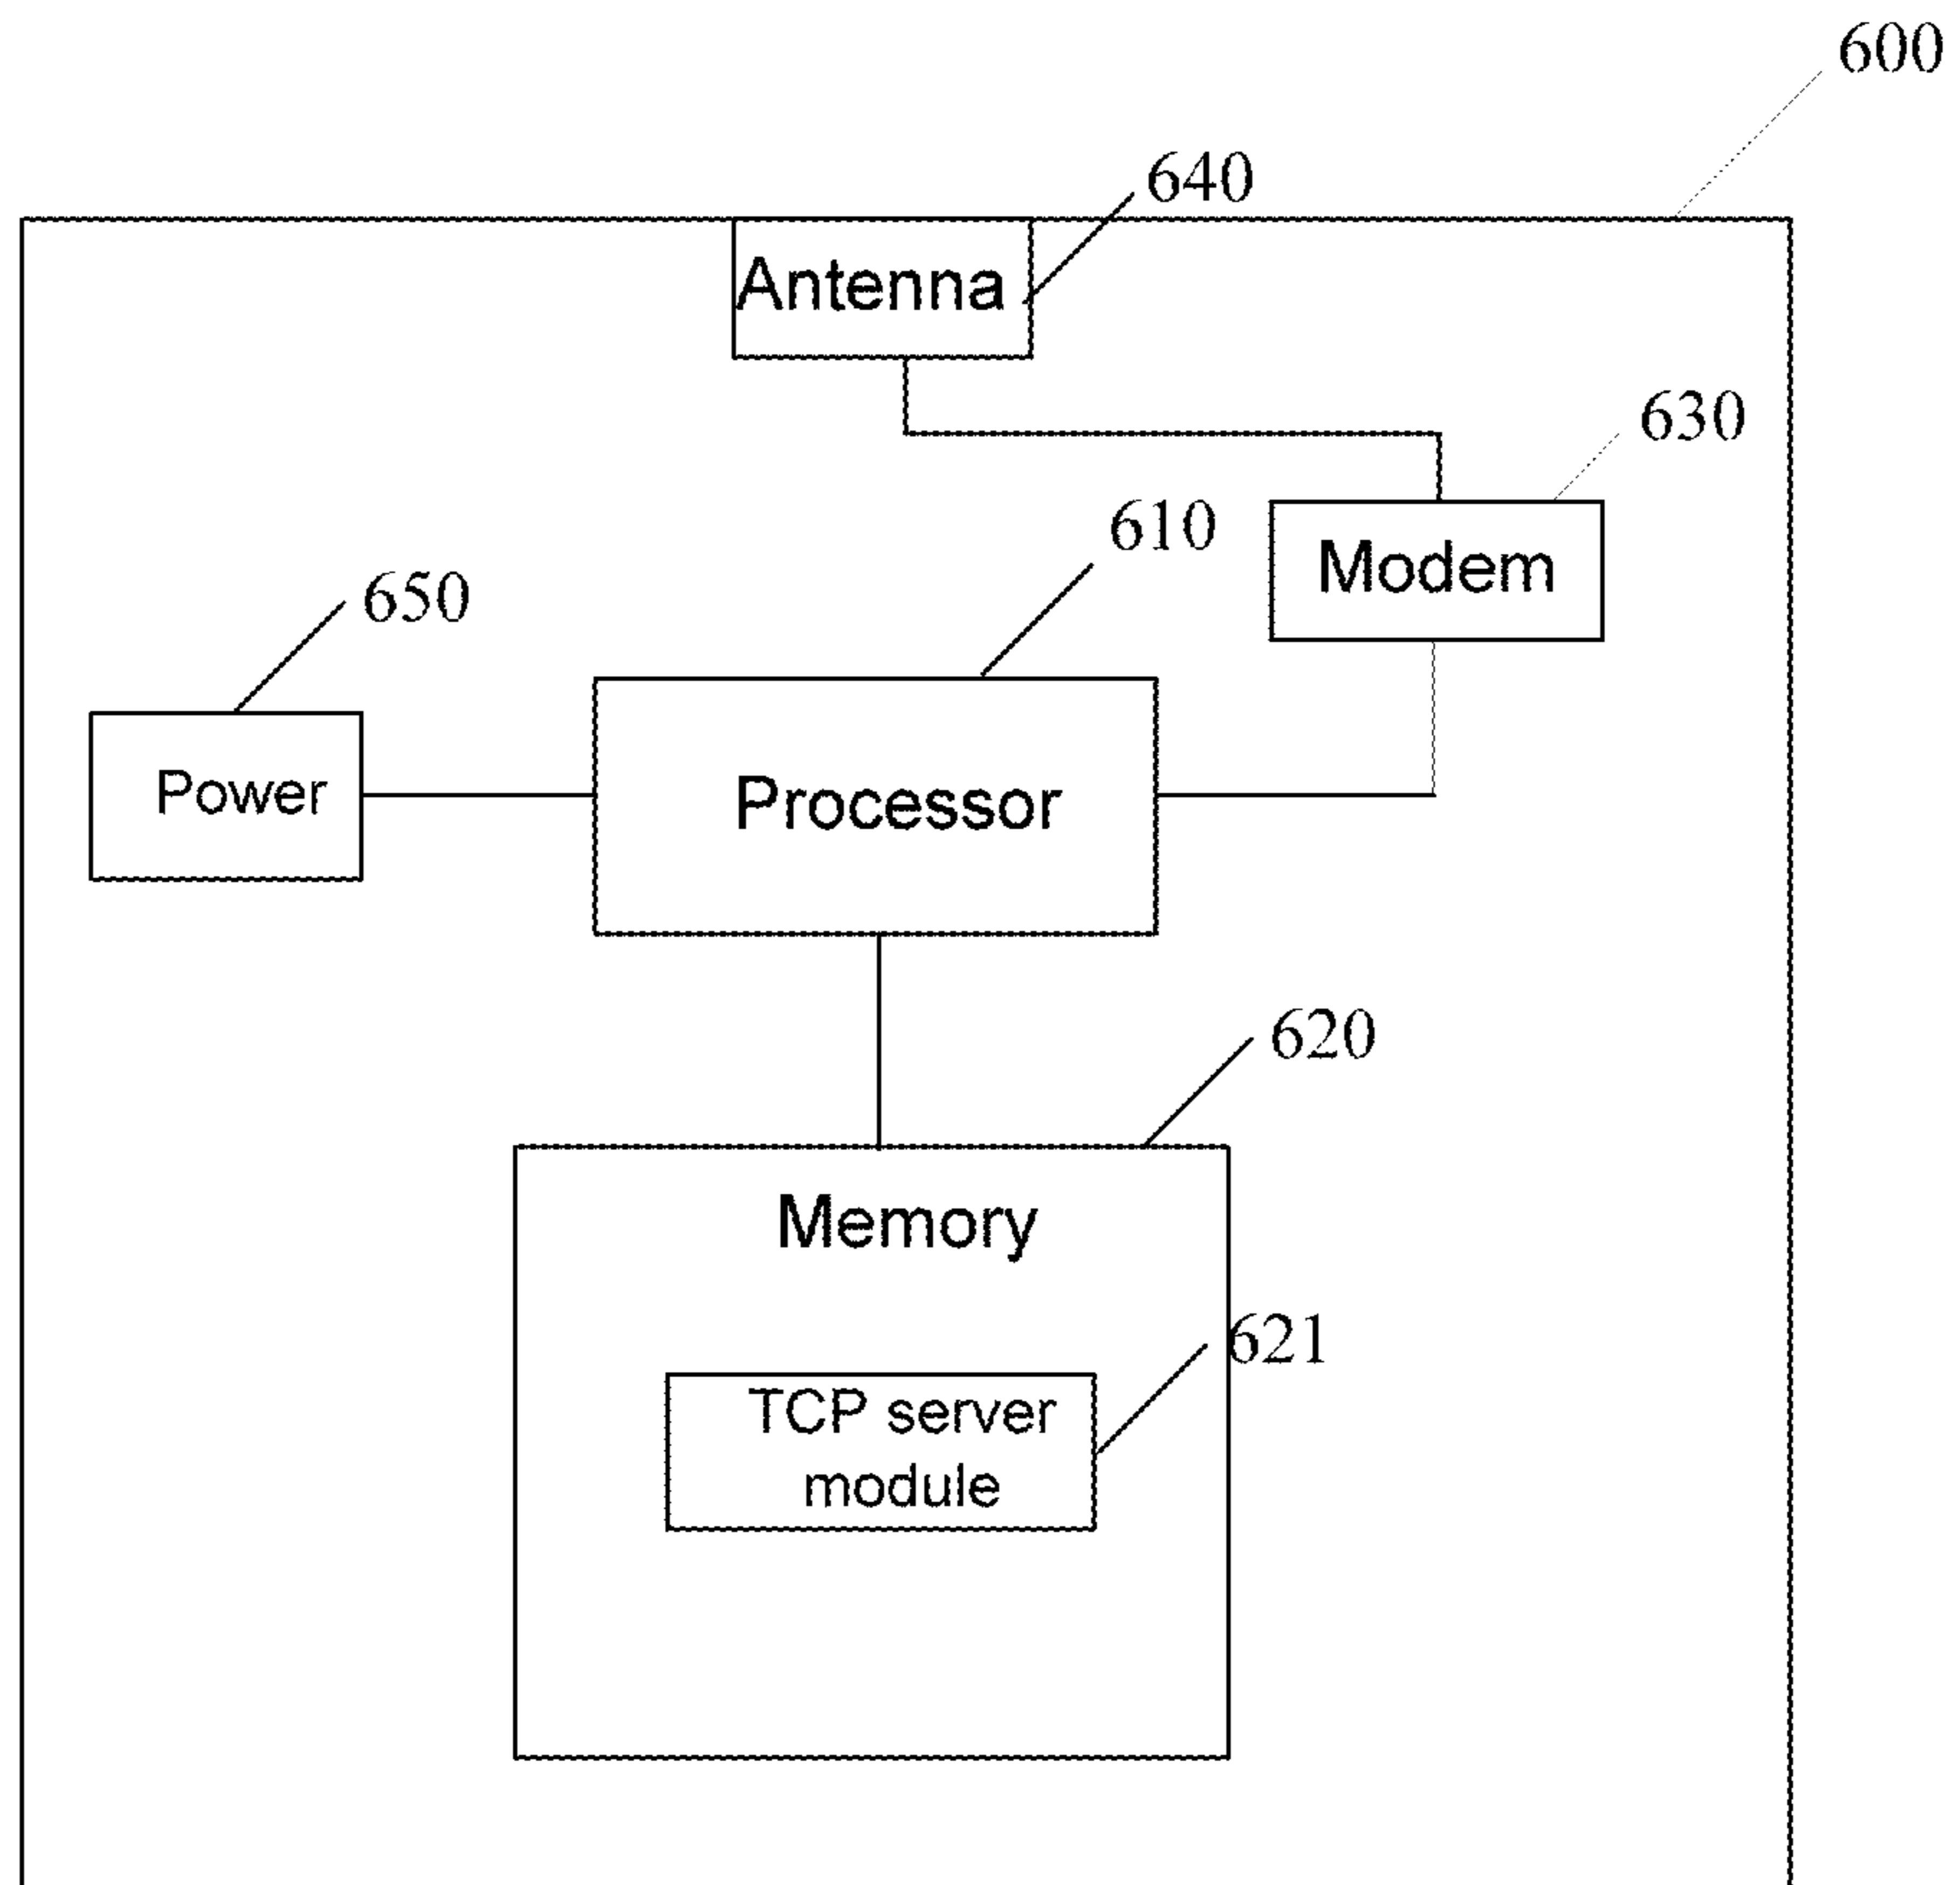 600
640
Antenna
630
610
Modem
650
Power
Processor
620
Memory
621
TCP server
module